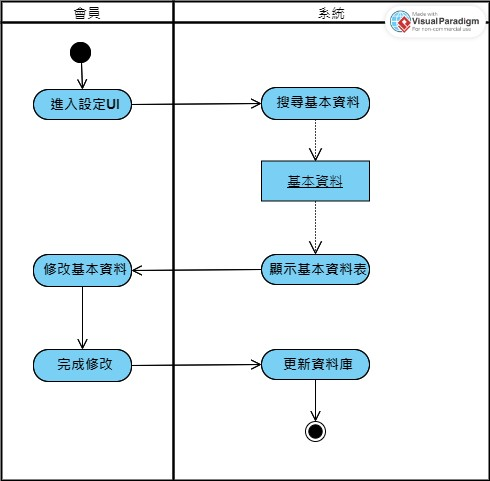 會員
系統
Made with
Visual Paradigm
For non-commercial use
進入設定UI
搜尋基本資料
基本資料
修改基本資料
顯示基本資料表
完成修改
更新資料庫